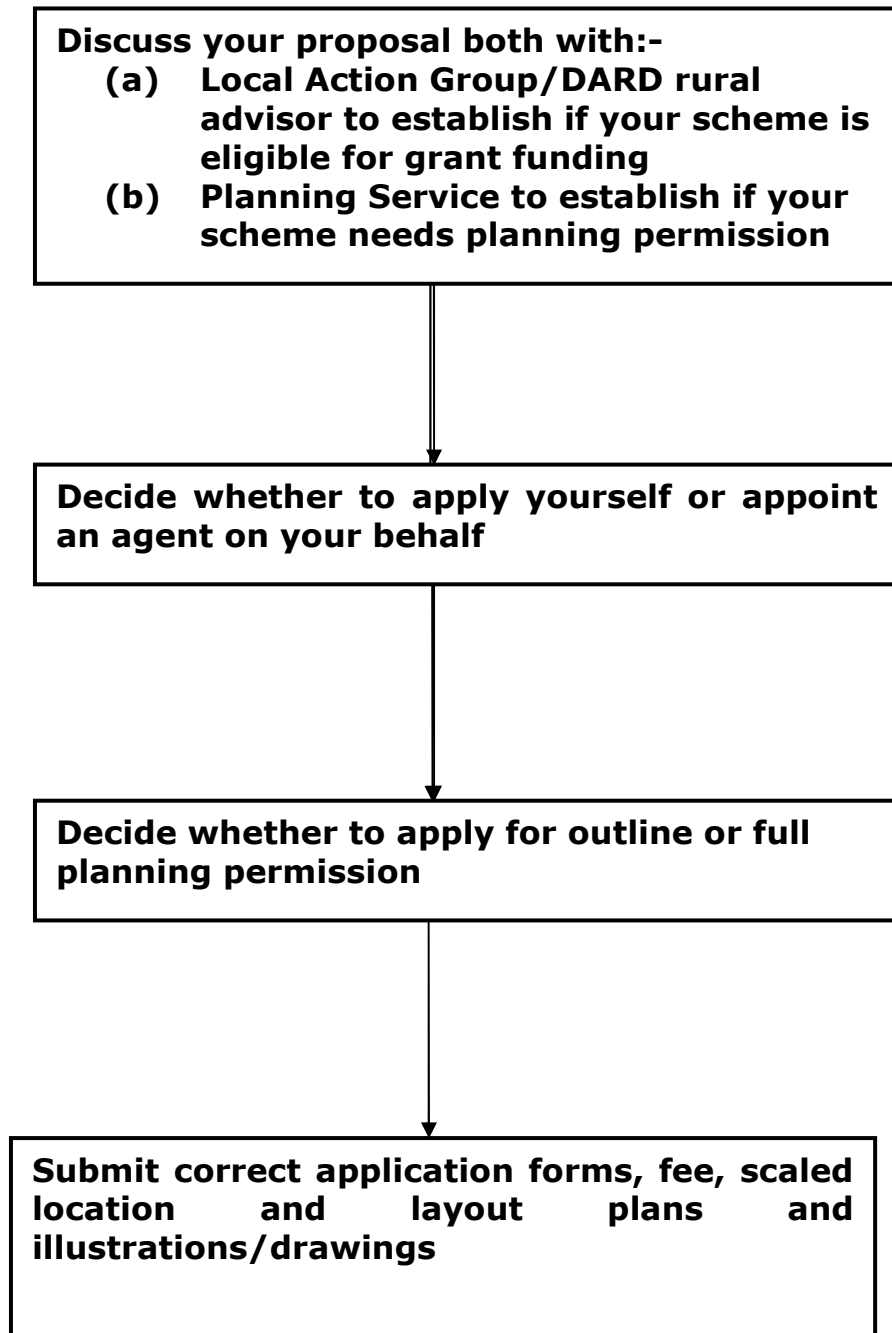 Discuss your proposal both with:-
(a) Local Action Group/DARD rural
advisor to establish if your scheme is
eligible for grant funding
(b) Planning Service to establish if your
scheme needs planning permission
Decide whether to apply yourself or appoint
an agent on your behalf
Decide whether to apply for outline or full
planning permission
Submit correct application forms, fee, scaled
location and layout plans and
illustrations/drawings